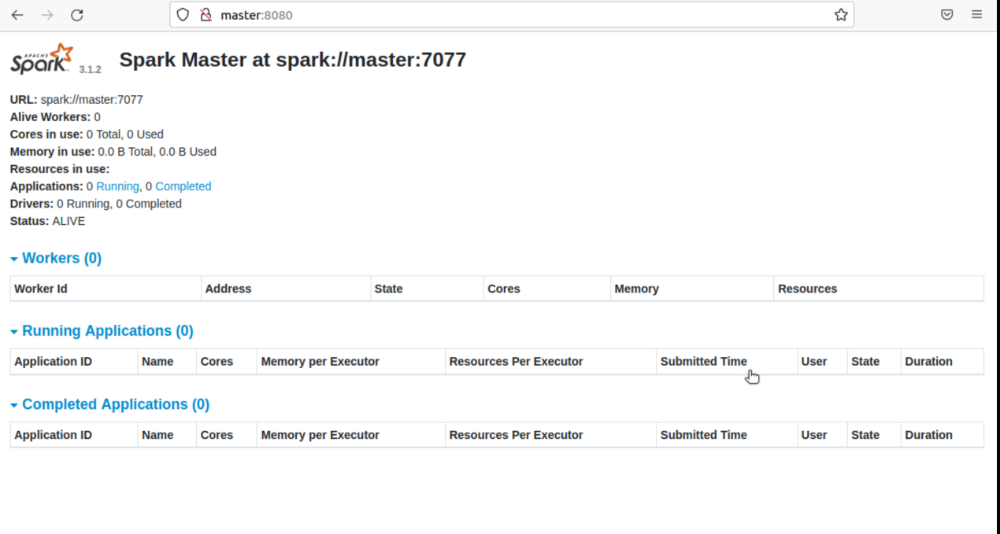 master:8080
APACHE
Spark 3.1.2 Spark Master at spark://master:7077
URL: spark://master:7077
Alive Workers: 0
Cores in use: 0 Total, 0 Used
Memory in use: 0.0 B Total, 0.0 B Used
Resources in use:
Applications: 0 Running, 0 Completed
Drivers: 0 Running, 0 Completed
Status: ALIVE
Workers (0)
Worker Id Address State Cores Memory Resources
Running Applications (0)
Application ID Name Cores Memory per Executor Resources Per Executor Submitted Time User State Duration
Completed Applications (0)
Application ID Name Cores Memory per Executor Resources Per Executor Submitted Time User State Duration